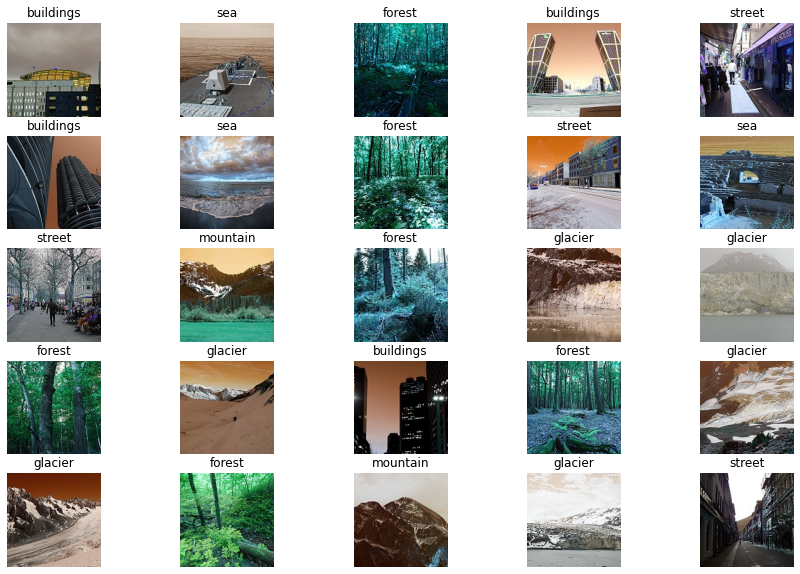 buildings sea forest buildings street
buildings sea forest street sea
street mountain forest glacier glacier
forest glacier buildings forest glacier
glacier forest mountain glacier street